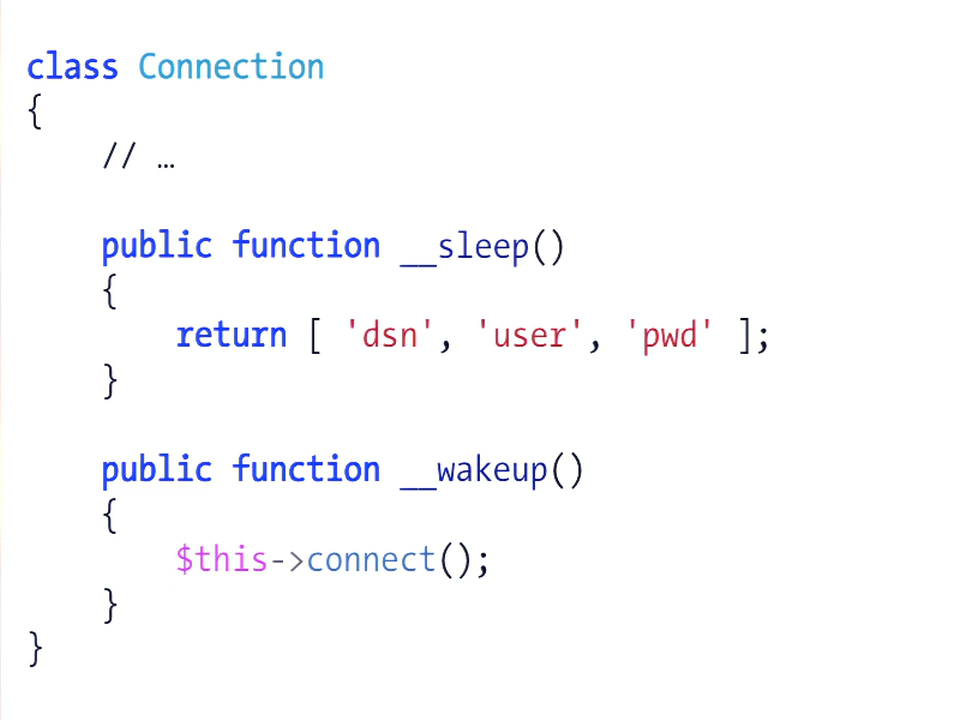 class Connection
{
    // …
    public function __sleep()
    {
        return [ 'dsn', 'user', 'pwd' ];
    }
    public function __wakeup()
    {
        $this->connect();
    }
}